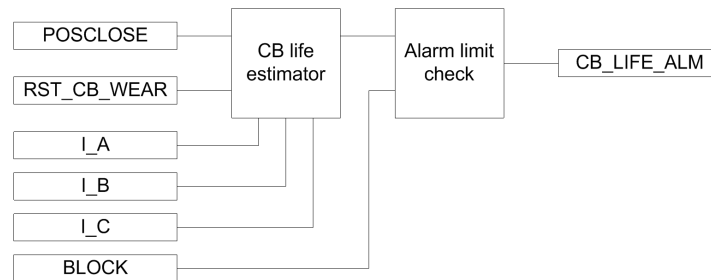 POSCLOSE
RST_CB_WEAR
I_A
I_B
I_C
BLOCK
CB life
estimator
Alarm limit
check
CB_LIFE_ALM